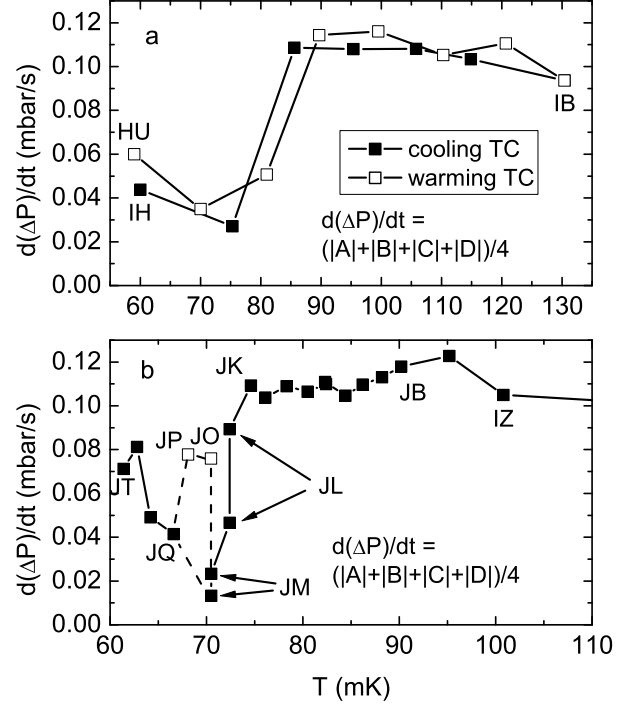 a
d(ΔP)/dt (mbar/s)
0.12
0.10
0.08
0.06
0.04
0.02
0.00
HU
IH
IB
cooling TC
warming TC
d(ΔP)/dt =
(|A|+|B|+|C|+|D|)/4
60 70 80 90 100 110 120 130
b
d(ΔP)/dt (mbar/s)
0.12
0.10
0.08
0.06
0.04
0.02
0.00
JK
JB
IZ
JP JO
JT
JL
JQ
JM
d(ΔP)/dt =
(|A|+|B|+|C|+|D|)/4
60 70 80 90 100 110
T (mK)